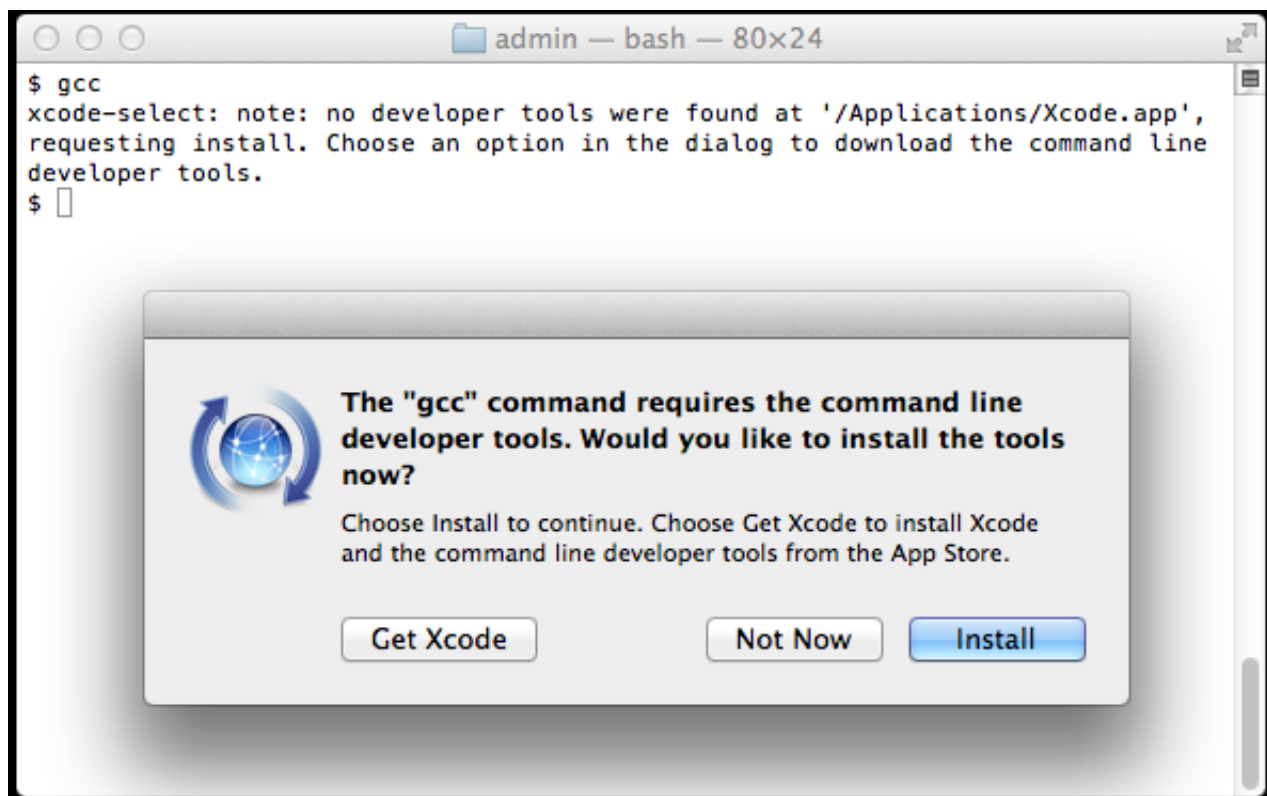 admin — bash — 80×24
$ gcc
xcode-select: note: no developer tools were found at '/Applications/Xcode.app',
requesting install. Choose an option in the dialog to download the command line
developer tools.
$
The "gcc" command requires the command line
developer tools. Would you like to install the tools
now?
Choose Install to continue. Choose Get Xcode to install Xcode
and the command line developer tools from the App Store.
Get Xcode Not Now Install